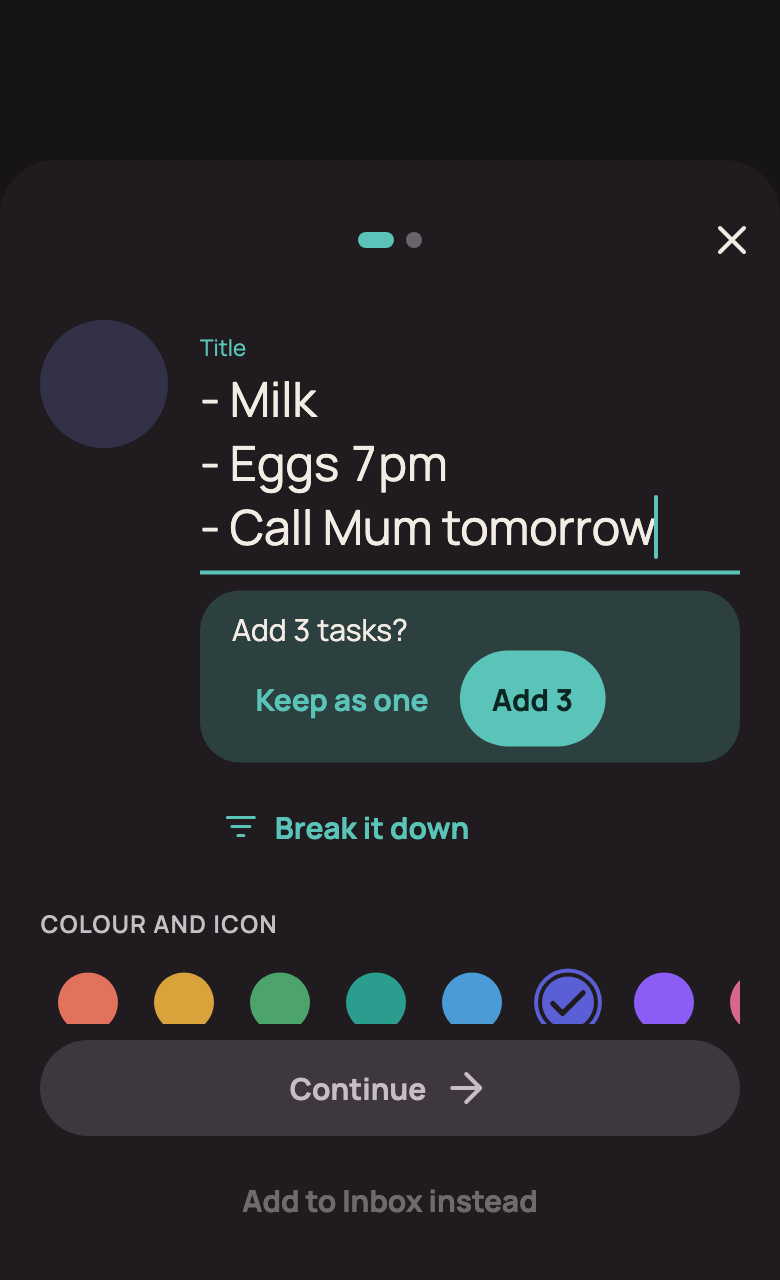 Title
- Milk
- Eggs 7pm
- Call Mum tomorrow
Add 3 tasks?
Keep as one
Add 3
Break it down
COLOUR AND ICON
Continue
Add to Inbox instead